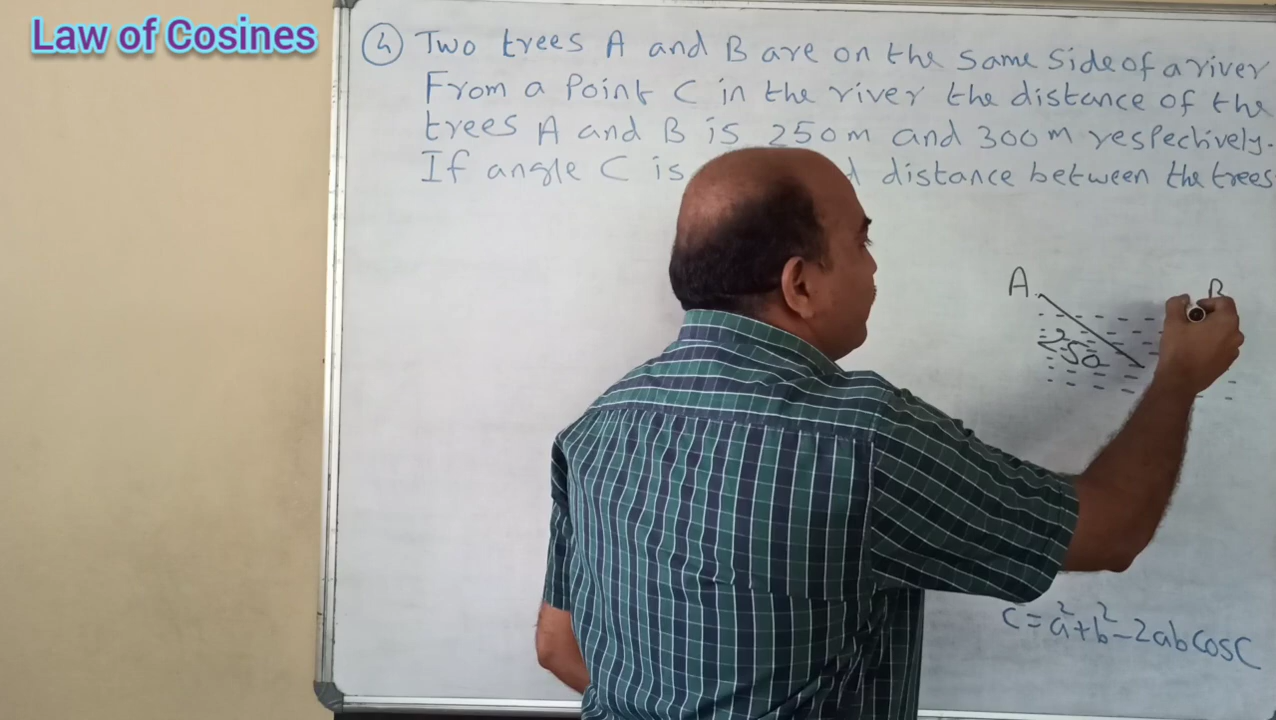 Law of Cosines
4 Two trees A and B are on the same side of a river
From a Point C in the river the distance of the
trees A and B is 250m and 300m respectively.
If angle C is distance between the trees
A B
250
c = a² + b² - 2ab cos C